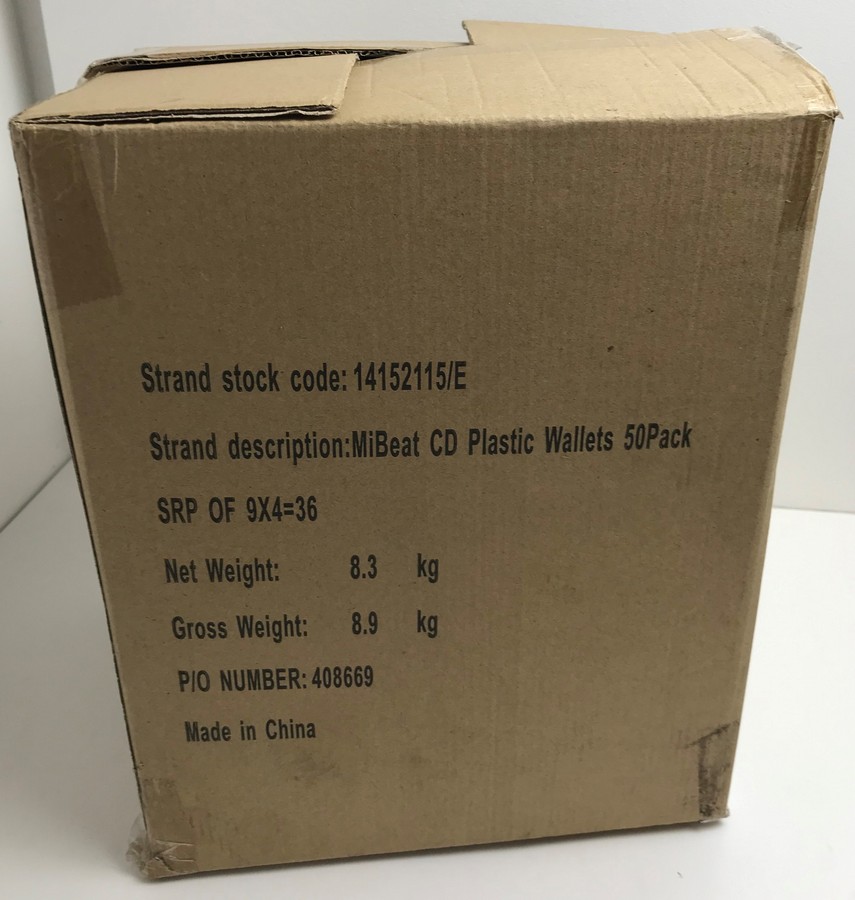 Strand stock code: 14152115/E
Strand description:MiBeat CD Plastic Wallets 50Pack
SRP OF 9X4=36
Net Weight: 8.3 kg
Gross Weight: 8.9 kg
P/O NUMBER: 408669
Made in China